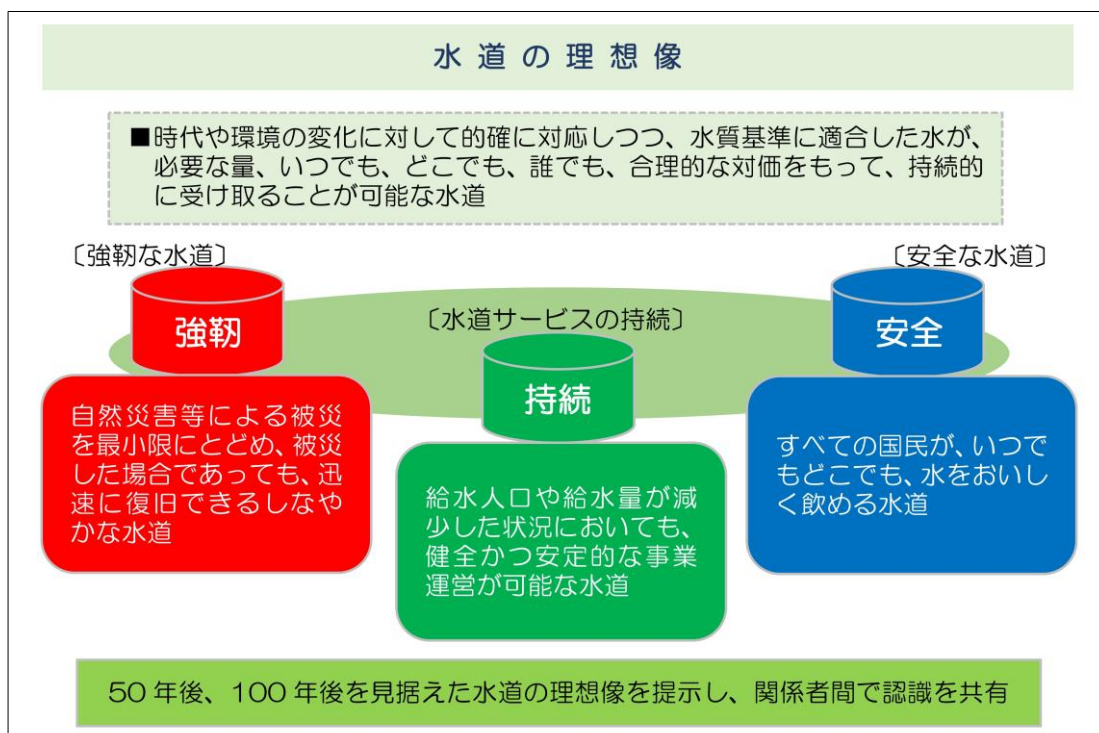 水道の理想像
■時代や環境の変化に対して的確に対応しつつ、水質基準に適合した水が、
必要な量、いつでも、どこでも、誰でも、合理的な対価をもって、持続的
に受け取ることが可能な水道
〔強靭な水道〕
〔安全な水道〕
〔水道サービスの持続〕
強靭
安全
持続
自然災害等による被災
を最小限にとどめ、被災
した場合であっても、迅
速に復旧できるしなや
かな水道
給水人口や給水量が減
少した状況においても、
健全かつ安定的な事業
運営が可能な水道
すべての国民が、いつで
もどこでも、水をおいし
く飲める水道
50年後、100年後を見据えた水道の理想像を提示し、関係者間で認識を共有